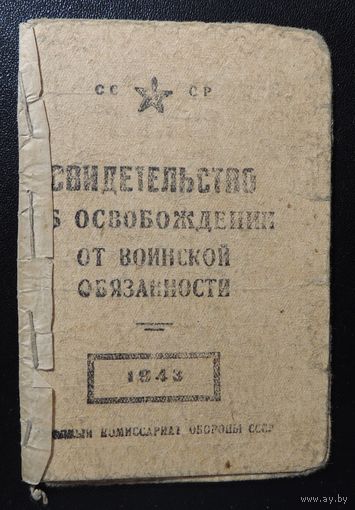 СС СР
СВИДЕТЕЛЬСТВО
Б ОСВОБОЖДЕНИИ
ОТ ВОИНСКОЙ
ОБЯЗАННОСТИ
1943
КОМИССАРИАТ ОБОРОНЫ СССР
www.ay.by